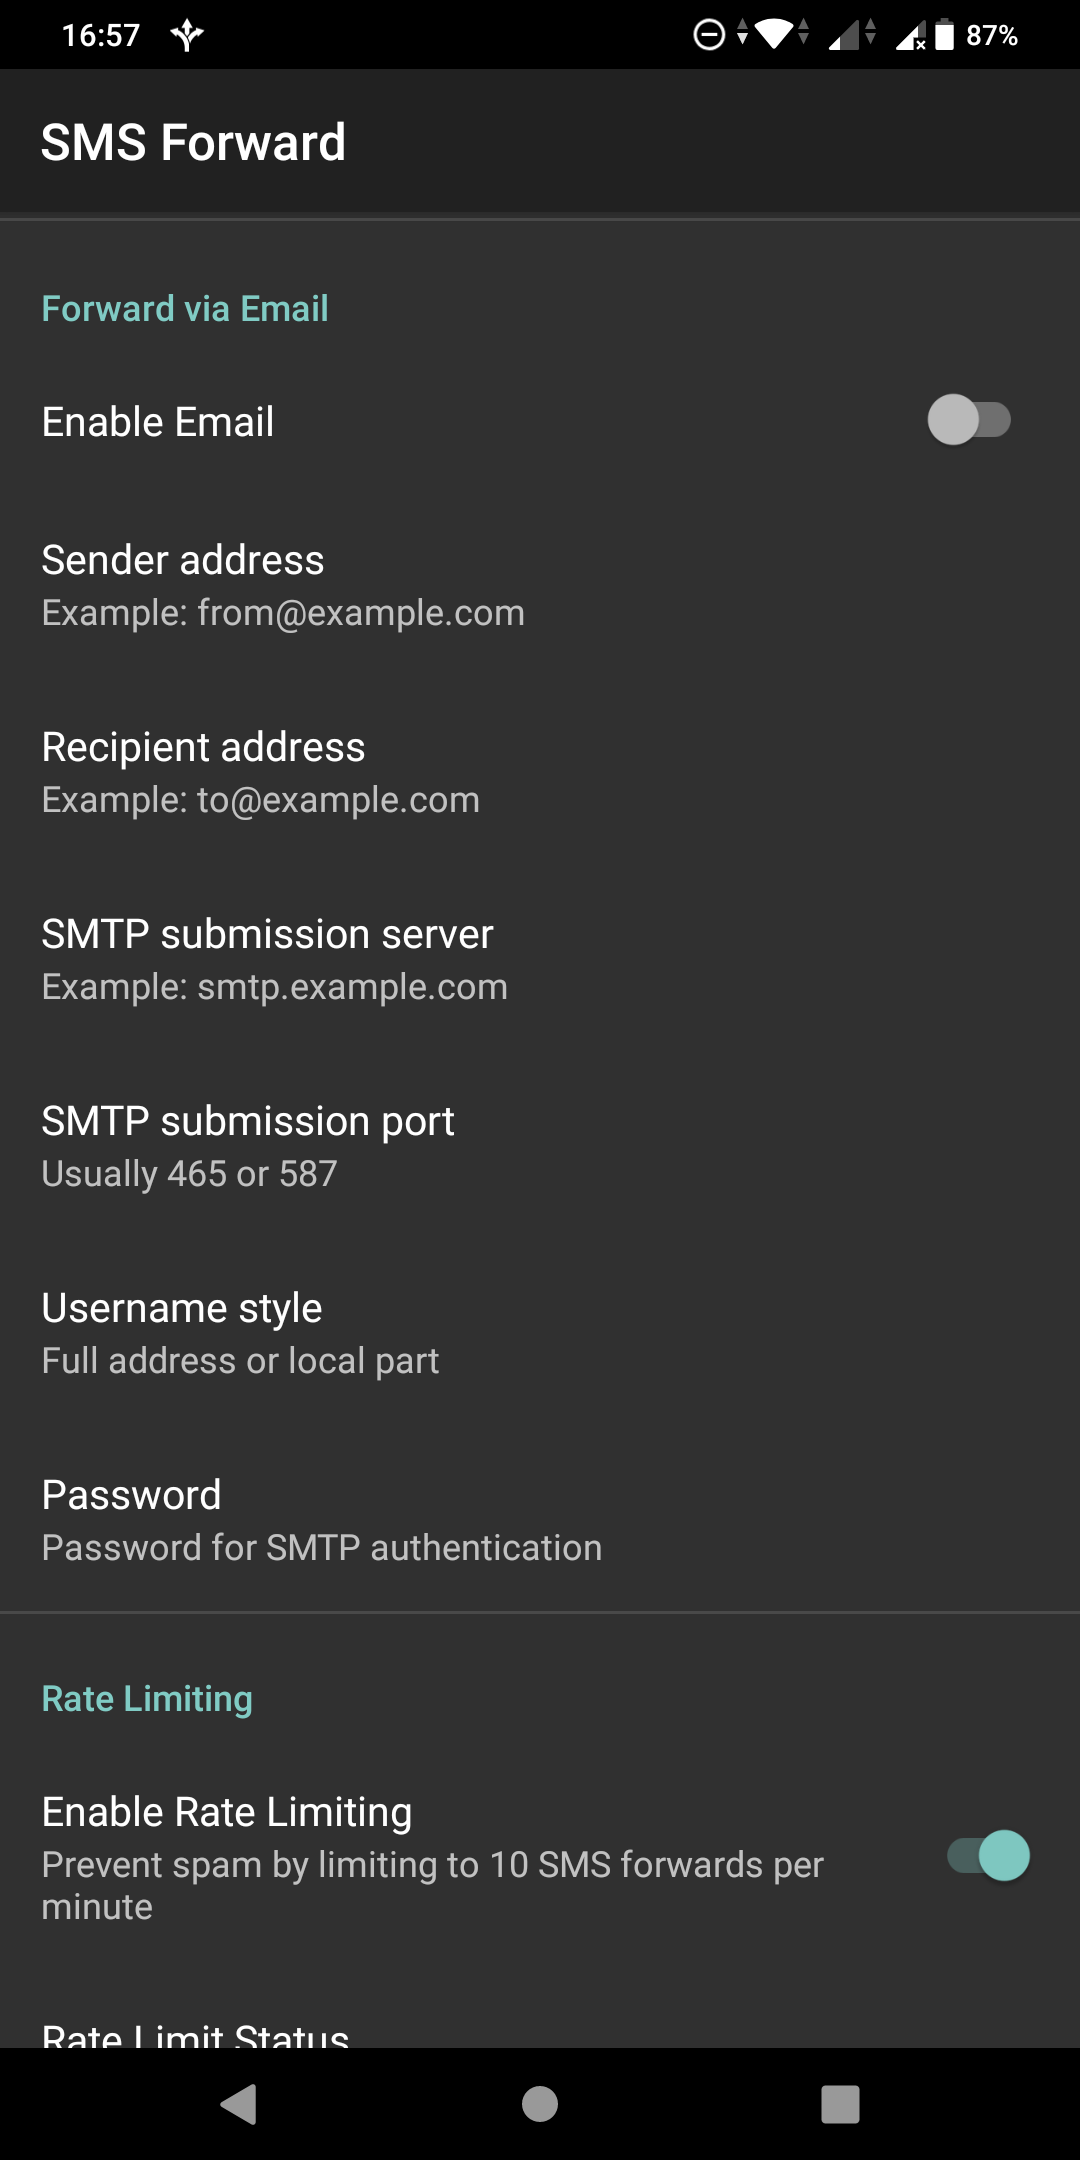 16:57
87%
SMS Forward
Forward via Email
Enable Email
Sender address
Example: from@example.com
Recipient address
Example: to@example.com
SMTP submission server
Example: smtp.example.com
SMTP submission port
Usually 465 or 587
Username style
Full address or local part
Password
Password for SMTP authentication
Rate Limiting
Enable Rate Limiting
Prevent spam by limiting to 10 SMS forwards per
minute
Rate Limit Status